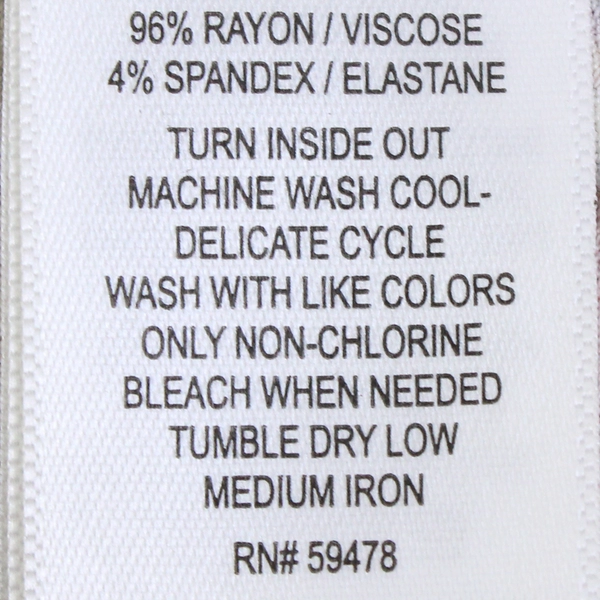 96% RAYON / VISCOSE
4% SPANDEX / ELASTANE
TURN INSIDE OUT
MACHINE WASH COOL-
DELICATE CYCLE
WASH WITH LIKE COLORS
ONLY NON-CHLORINE
BLEACH WHEN NEEDED
TUMBLE DRY LOW
MEDIUM IRON
RN# 59478